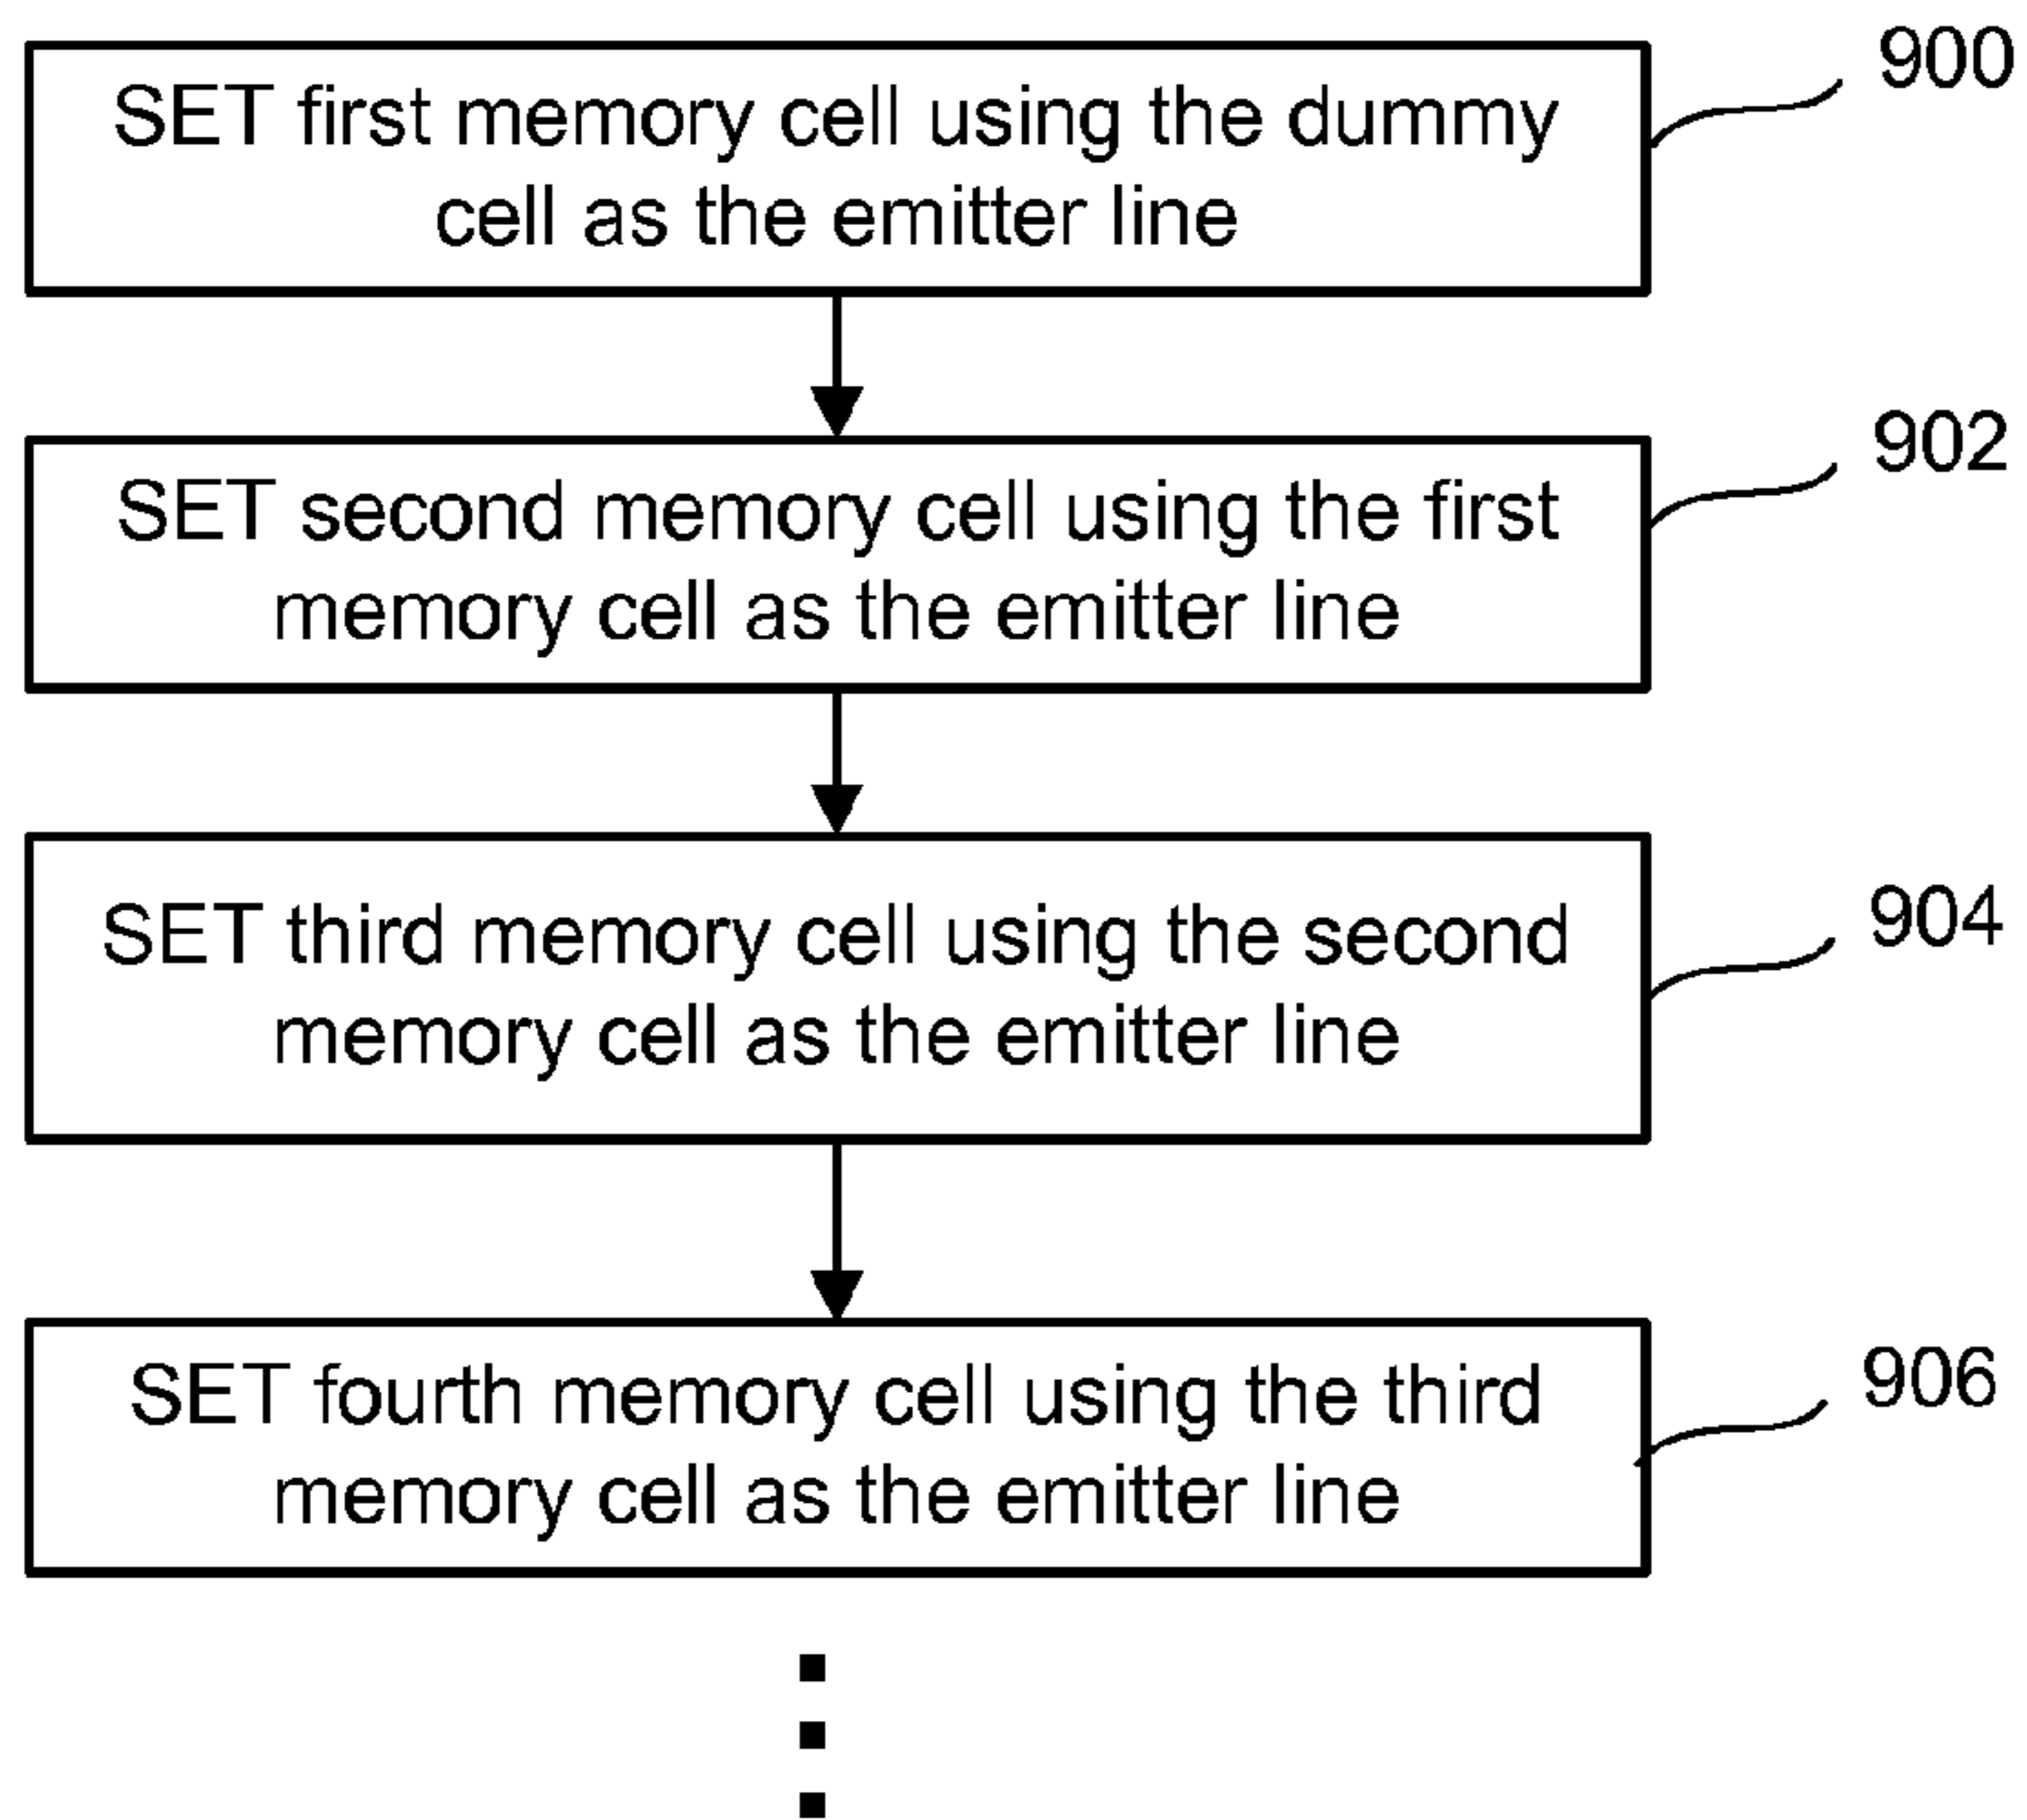 900
SET first memory cell using the dummy
cell as the emitter line
902
SET second memory cell using the first
memory cell as the emitter line
904
SET third memory cell using the second
memory cell as the emitter line
906
SET fourth memory cell using the third
memory cell as the emitter line